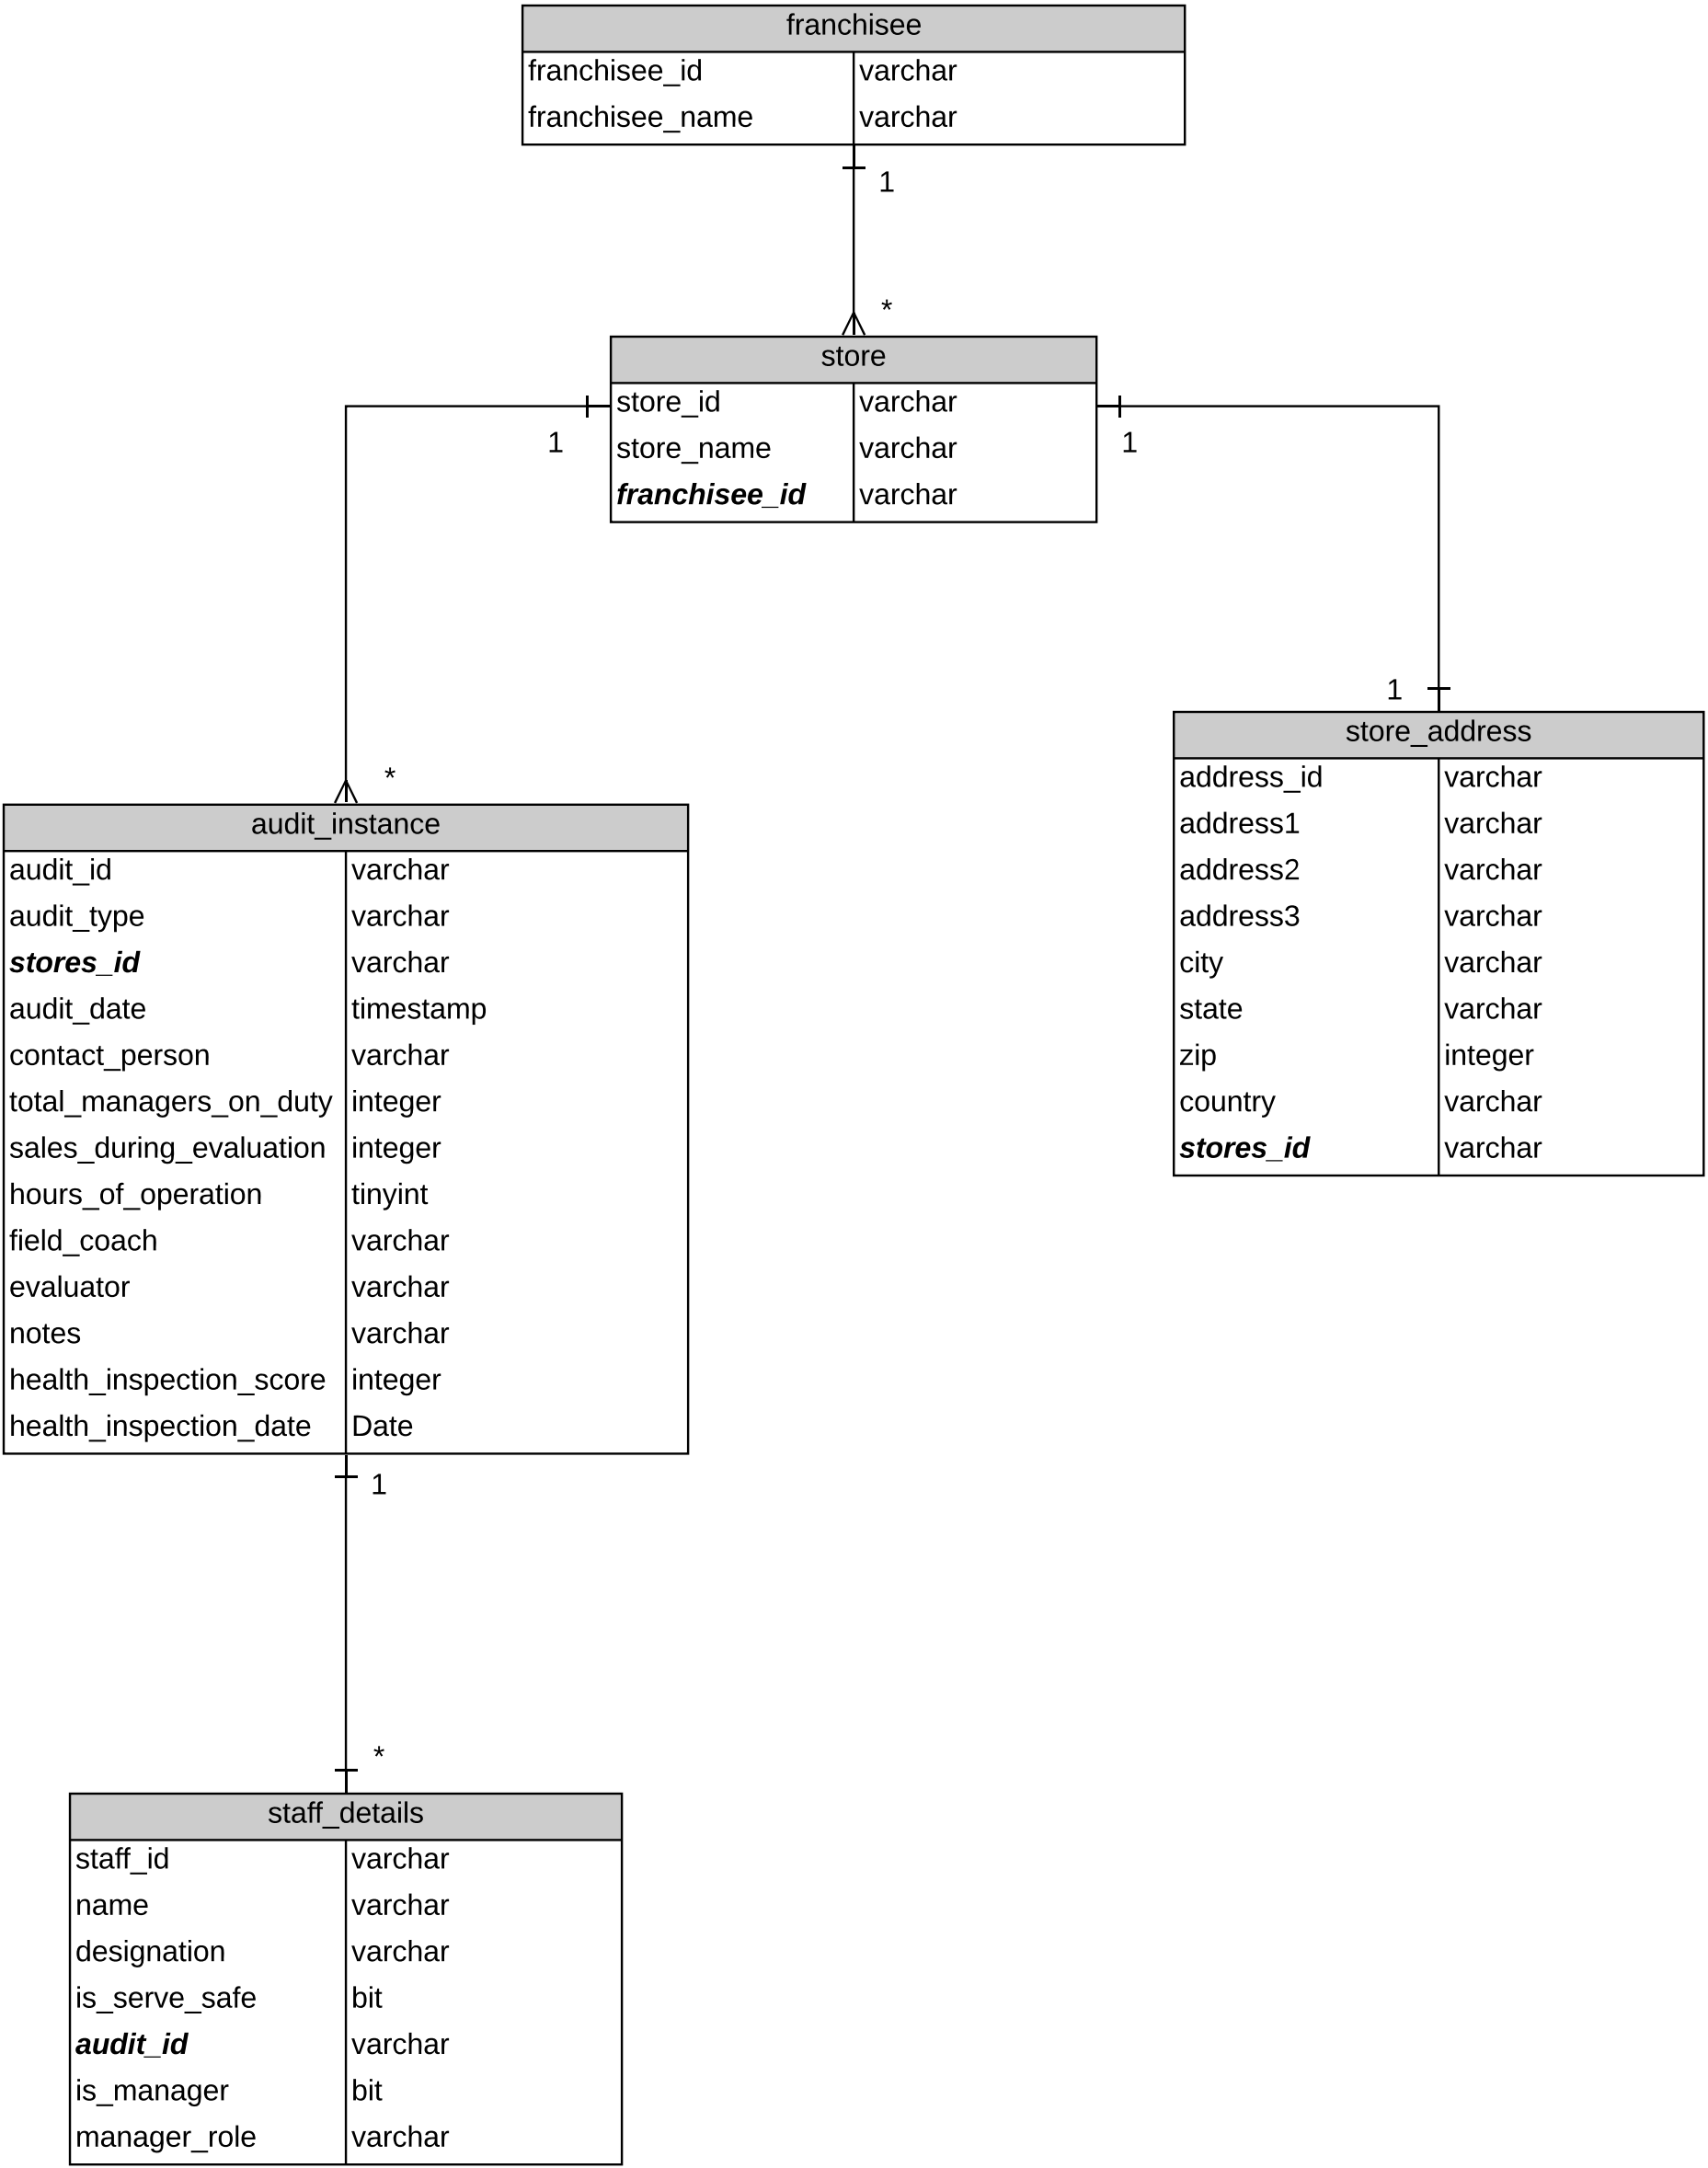 franchisee
franchisee_id varchar
franchisee_name varchar
1
*
store
store_id varchar
store_name varchar
franchisee_id varchar
1
1
1
store_address
address_id varchar
address1 varchar
address2 varchar
address3 varchar
city varchar
state varchar
zip integer
country varchar
stores_id varchar
*
audit_instance
audit_id varchar
audit_type varchar
stores_id varchar
audit_date timestamp
contact_person varchar
total_managers_on_duty integer
sales_during_evaluation integer
hours_of_operation tinyint
field_coach varchar
evaluator varchar
notes varchar
health_inspection_score integer
health_inspection_date Date
1
*
staff_details
staff_id varchar
name varchar
designation varchar
is_serve_safe bit
audit_id varchar
is_manager bit
manager_role varchar